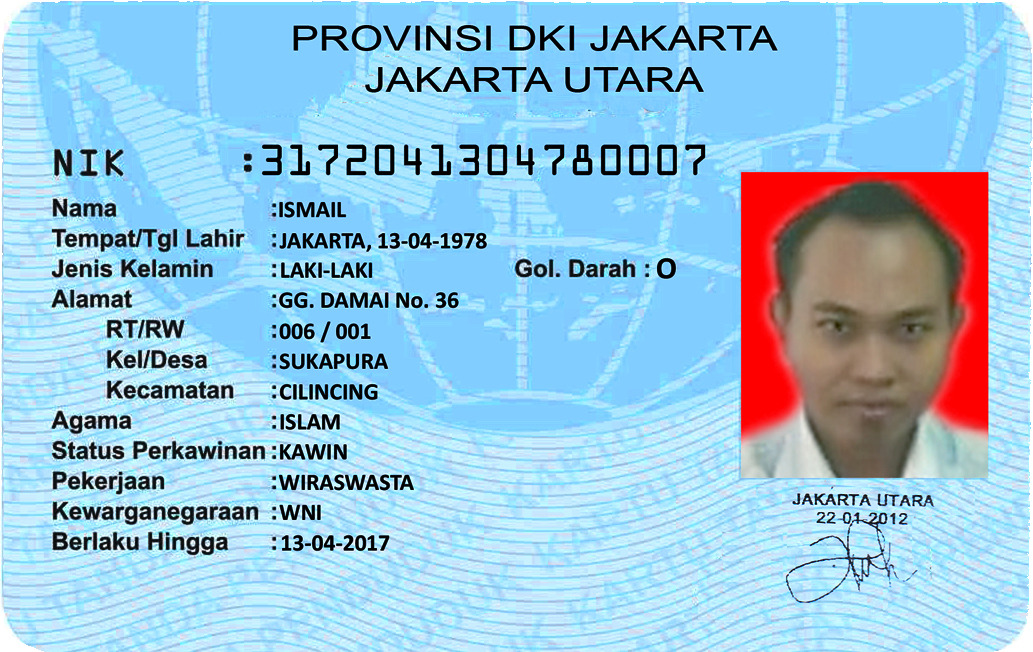 PROVINSI DKI JAKARTA
JAKARTA UTARA
NIK :3172041304780007
Nama :ISMAIL
Tempat/Tgl Lahir :JAKARTA, 13-04-1978
Jenis Kelamin :LAKI-LAKI Gol. Darah : O
Alamat :GG. DAMAI No. 36
RT/RW :006 / 001
Kel/Desa :SUKAPURA
Kecamatan :CILINCING
Agama :ISLAM
Status Perkawinan :KAWIN
Pekerjaan :WIRASWASTA
Kewarganegaraan :WNI
Berlaku Hingga :13-04-2017
JAKARTA UTARA
22-01-2012